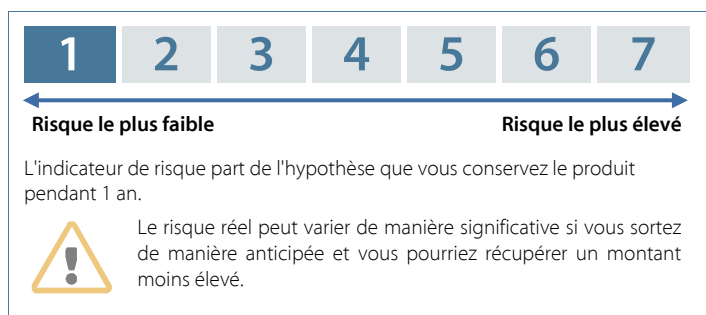 1 2 3 4 5 6 7
Risque le plus faible Risque le plus élevé
L'indicateur de risque part de l'hypothèse que vous conservez le produit
pendant 1 an.
Le risque réel peut varier de manière significative si vous sortez
de manière anticipée et vous pourriez récupérer un montant
moins élevé.